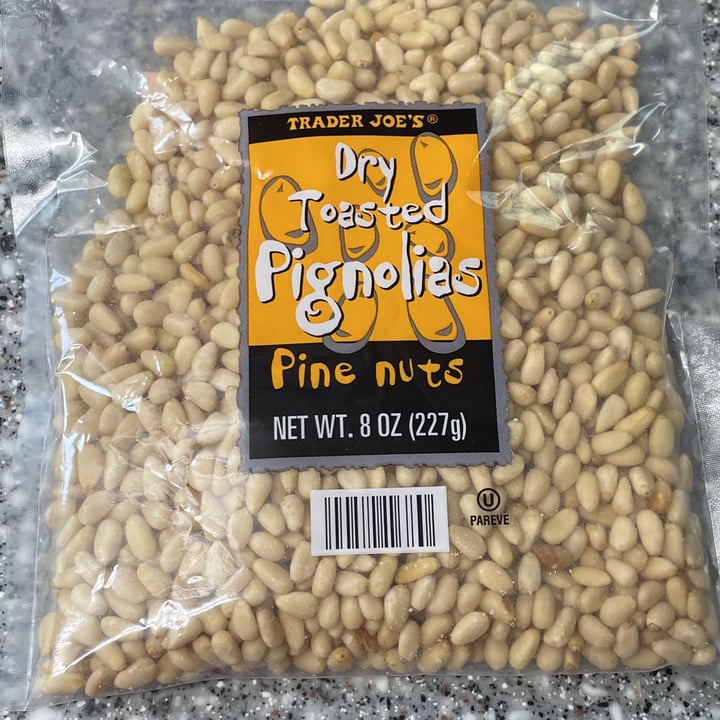 TRADER JOE'S®
Dry
Toasted
Pignolias
Pine nuts
NET WT. 8 OZ (227g)
U
PAREVE